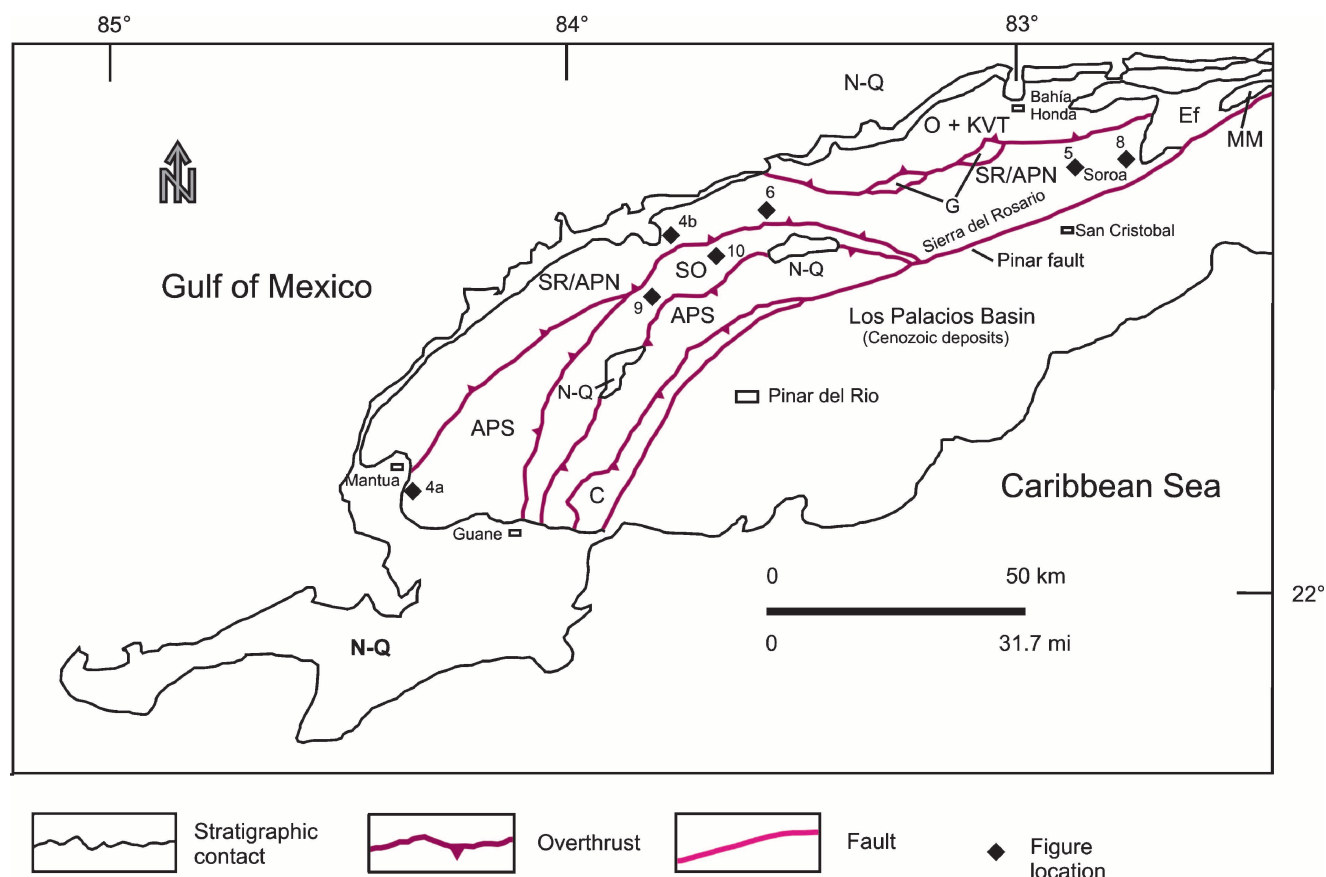 85°
84°
83°
N-Q
Bahía
Honda
O + KVT
Ef
MM
N
5
8
Soroa
SR/APN
G
6
Sierra del Rosario
San Cristobal
4b
10
SO
N-Q
Pinar fault
SR/APN
Gulf of Mexico
9
APS
Los Palacios Basin
(Cenozoic deposits)
N-Q
Pinar del Rio
APS
Mantua
4a
C
Caribbean Sea
Guane
0
50 km
22°
0
31.7 mi
N-Q
Stratigraphic
contact
Overthrust
Fault
Figure
location